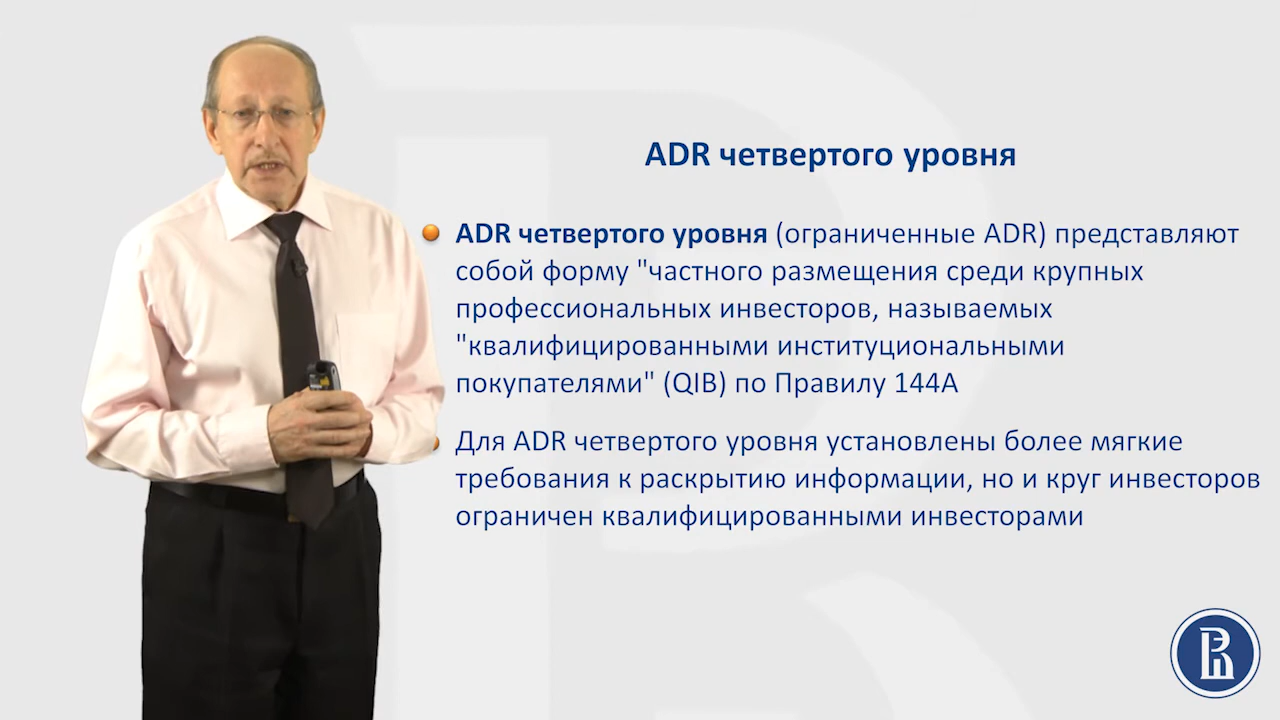 ADR четвертого уровня
ADR четвертого уровня (ограниченные ADR) представляют
собой форму "частного размещения среди крупных
профессиональных инвесторов, называемых
"квалифицированными институциональными
покупателями" (QIB) по Правилу 144А
Для ADR четвертого уровня установлены более мягкие
требования к раскрытию информации, но и круг инвесторов
ограничен квалифицированными инвесторами